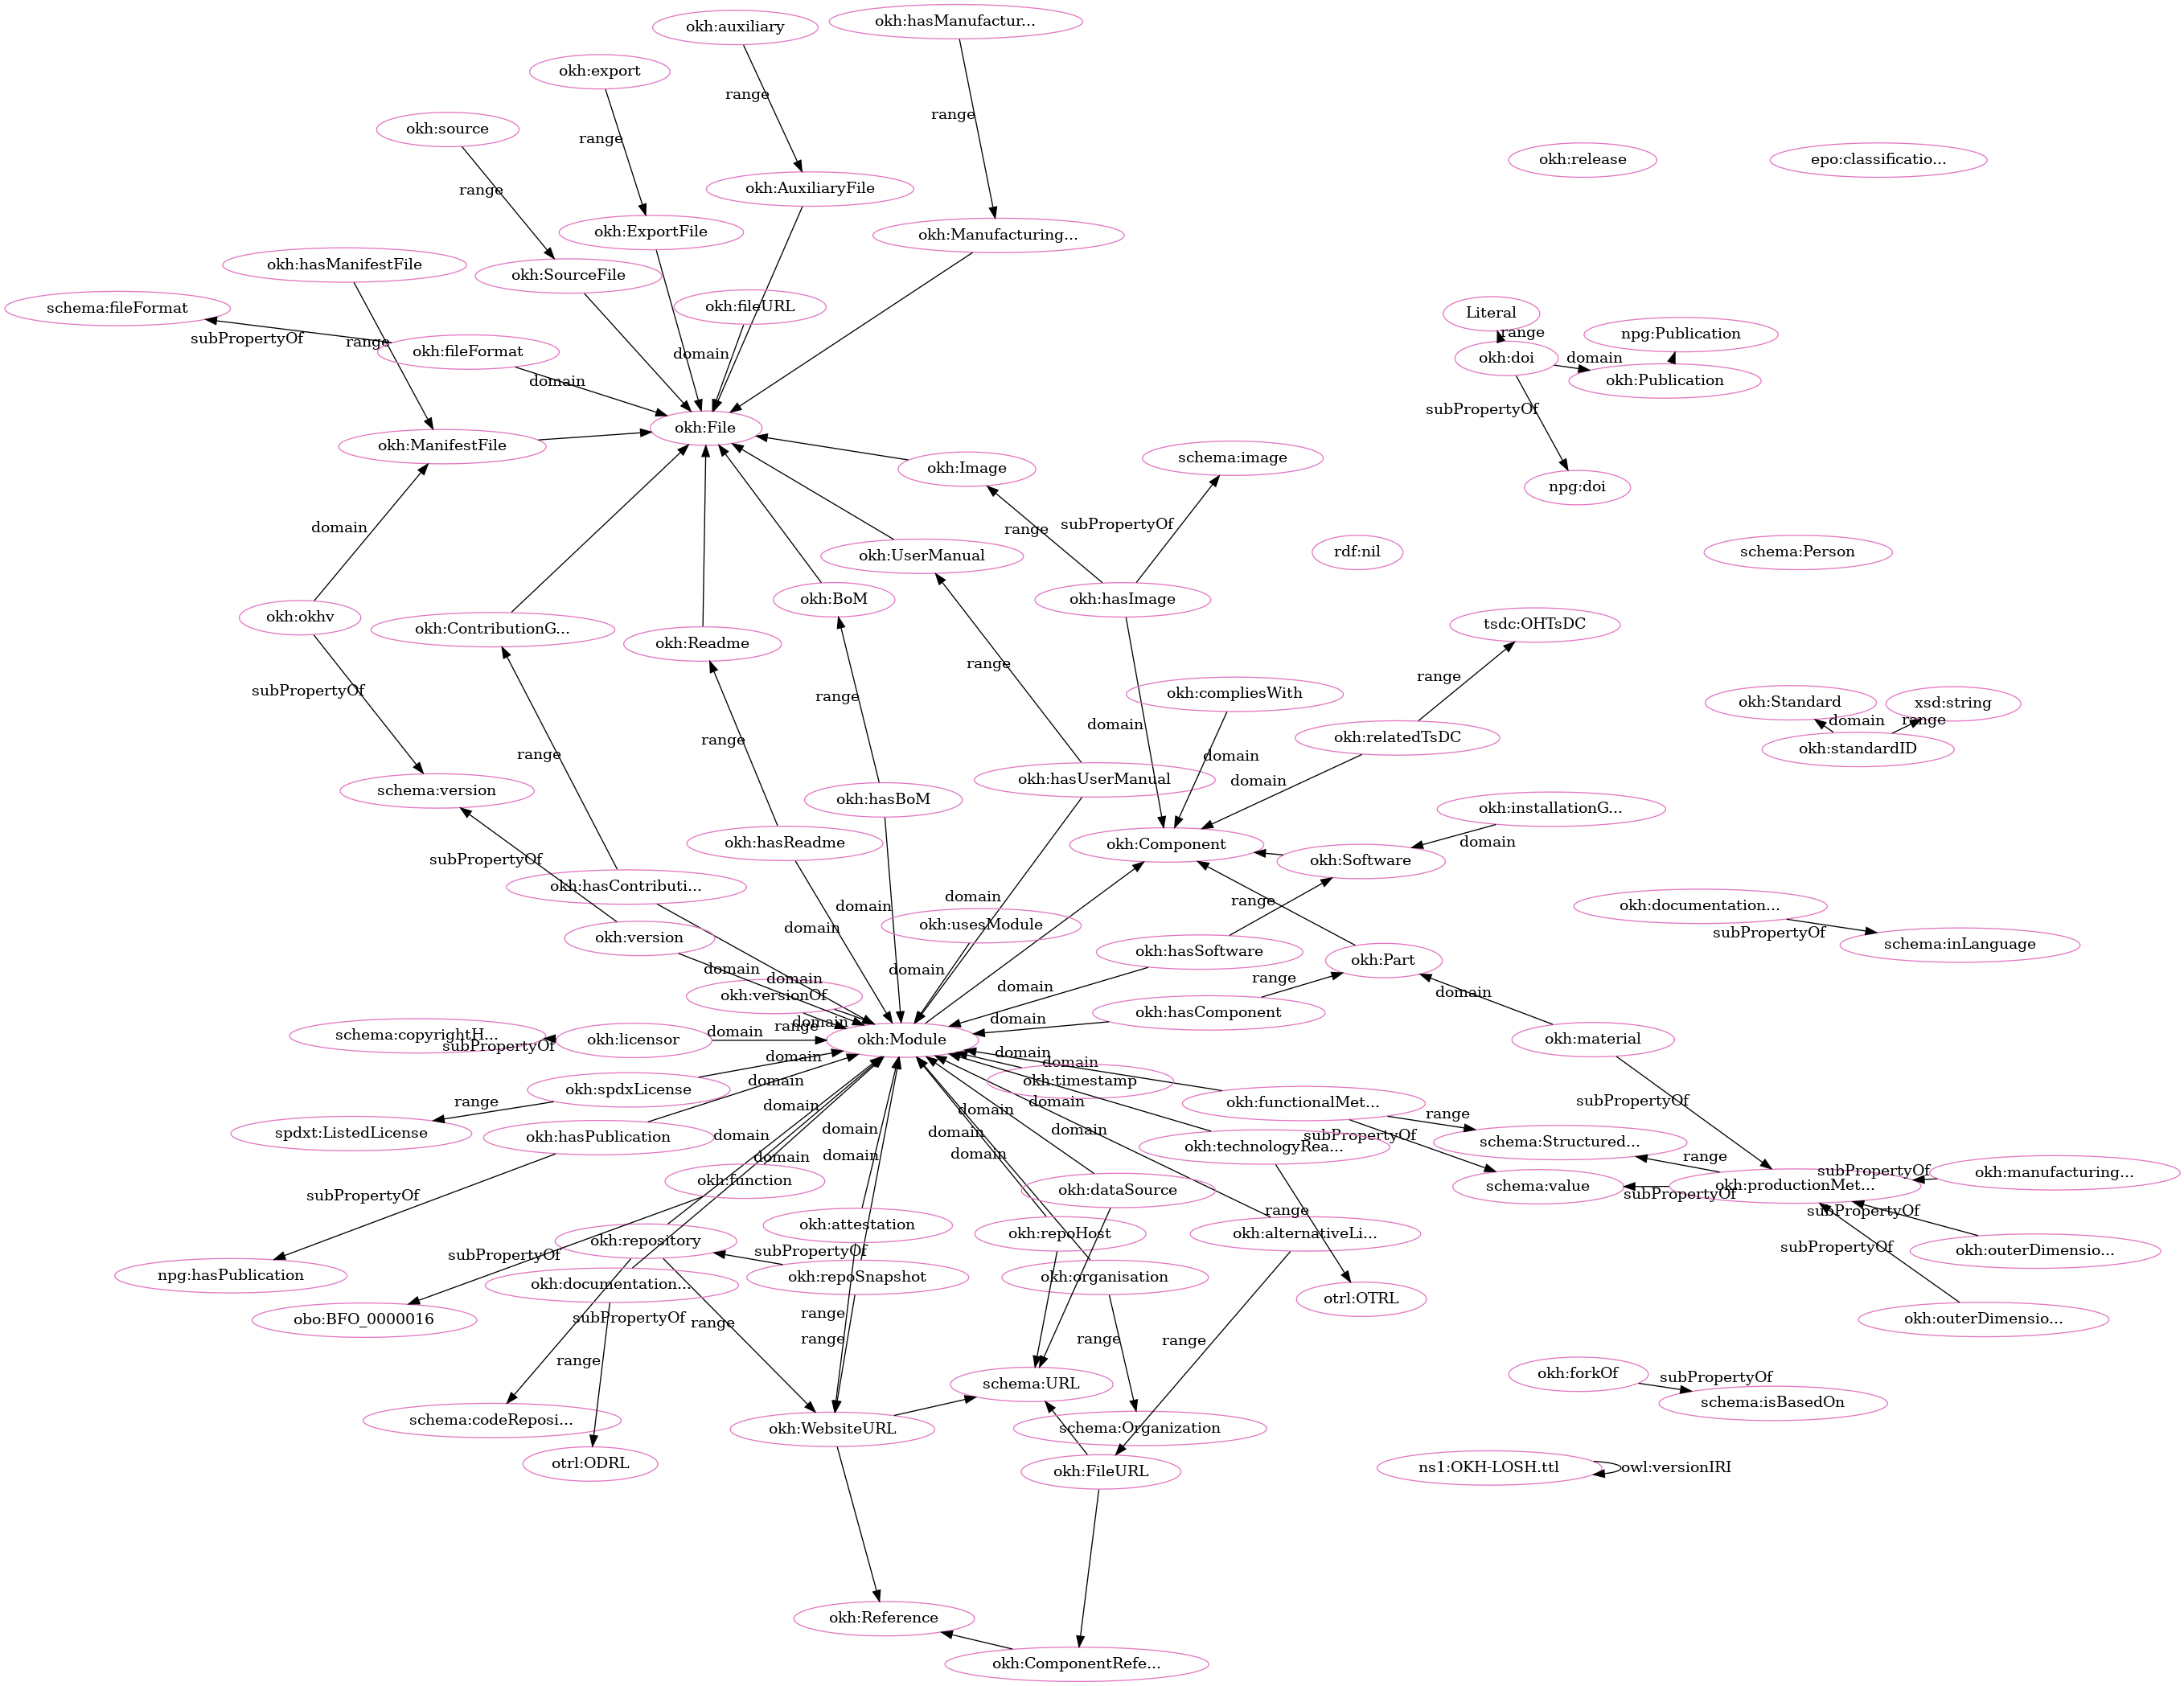 okh:auxiliary
okh:hasManufactur...
okh:export
range
range
okh:source
range
okh:release
epo:classificatio...
range
okh:AuxiliaryFile
okh:ExportFile
okh:Manufacturing...
okh:hasManifestFile
okh:SourceFile
schema:fileFormat
okh:fileURL
Literal
subPropertyOf
range
okh:fileFormat
domain
range
npg:Publication
okh:doi
domain
domain
okh:Publication
subPropertyOf
okh:File
okh:ManifestFile
okh:Image
schema:image
npg:doi
domain
range
subPropertyOf
okh:UserManual
rdf:nil
schema:Person
okh:BoM
okh:hasImage
okh:okhv
okh:ContributionG...
okh:Readme
tsdc:OHTsDC
range
range
okh:compliesWith
range
subPropertyOf
okh:Standard
xsd:string
domain
range
range
range
domain
domain
okh:relatedTsDC
okh:standardID
schema:version
okh:hasUserManual
domain
okh:hasBoM
okh:installationG...
okh:hasReadme
okh:Component
domain
subPropertyOf
okh:Software
okh:hasContributi...
domain
range
domain
okh:documentation...
domain
okh:usesModule
subPropertyOf
okh:version
okh:hasSoftware
schema:inLanguage
okh:Part
domain
domain
domain
domain
range
okh:versionOf
domain
okh:hasComponent
domain
schema:copyrightH...
subPropertyOf
okh:licensor
domain
range
domain
okh:Module
okh:material
domain
domain
domain
okh:spdxLicense
domain
okh:timestamp
range
domain
domain
domain
okh:functionalMet...
range
subPropertyOf
spdxt:ListedLicense
okh:hasPublication
domain
domain
domain
domain
subPropertyOf
schema:Structured...
domain
domain
domain
okh:technologyRea...
range
subPropertyOf
okh:function
okh:dataSource
schema:value
subPropertyOf
okh:productionMet...
subPropertyOf
okh:manufacturing...
subPropertyOf
okh:attestation
range
okh:repository
okh:repoHost
okh:alternativeLi...
subPropertyOf
subPropertyOf
subPropertyOf
okh:outerDimensio...
npg:hasPublication
okh:documentation...
okh:repoSnapshot
okh:organisation
otrl:OTRL
obo:BFO_0000016
subPropertyOf
range
range
okh:outerDimensio...
range
range
range
range
schema:URL
okh:forkOf
subPropertyOf
schema:codeReposi...
okh:WebsiteURL
schema:Organization
schema:isBasedOn
otrl:ODRL
okh:FileURL
ns1:OKH-LOSH.ttl
owl:versionIRI
okh:Reference
okh:ComponentRefe...